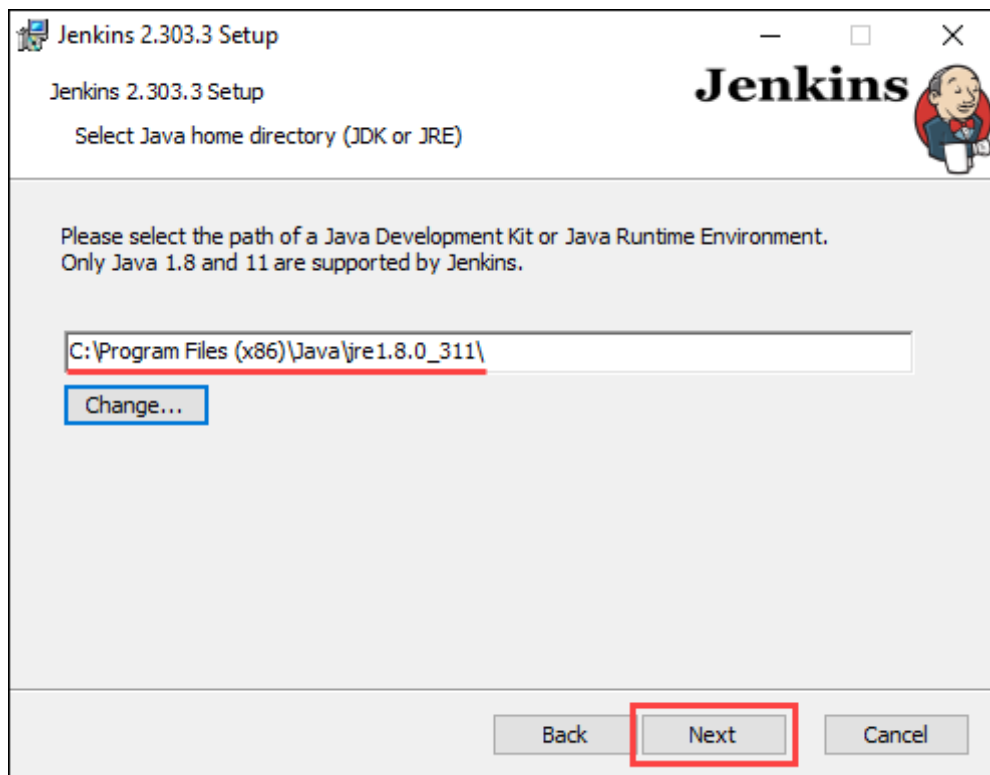 Jenkins 2.303.3 Setup
Jenkins 2.303.3 Setup
Jenkins
Select Java home directory (JDK or JRE)
Please select the path of a Java Development Kit or Java Runtime Environment.
Only Java 1.8 and 11 are supported by Jenkins.
C:\Program Files (x86)\Java\jre1.8.0_311\
Change...
Back Next Cancel